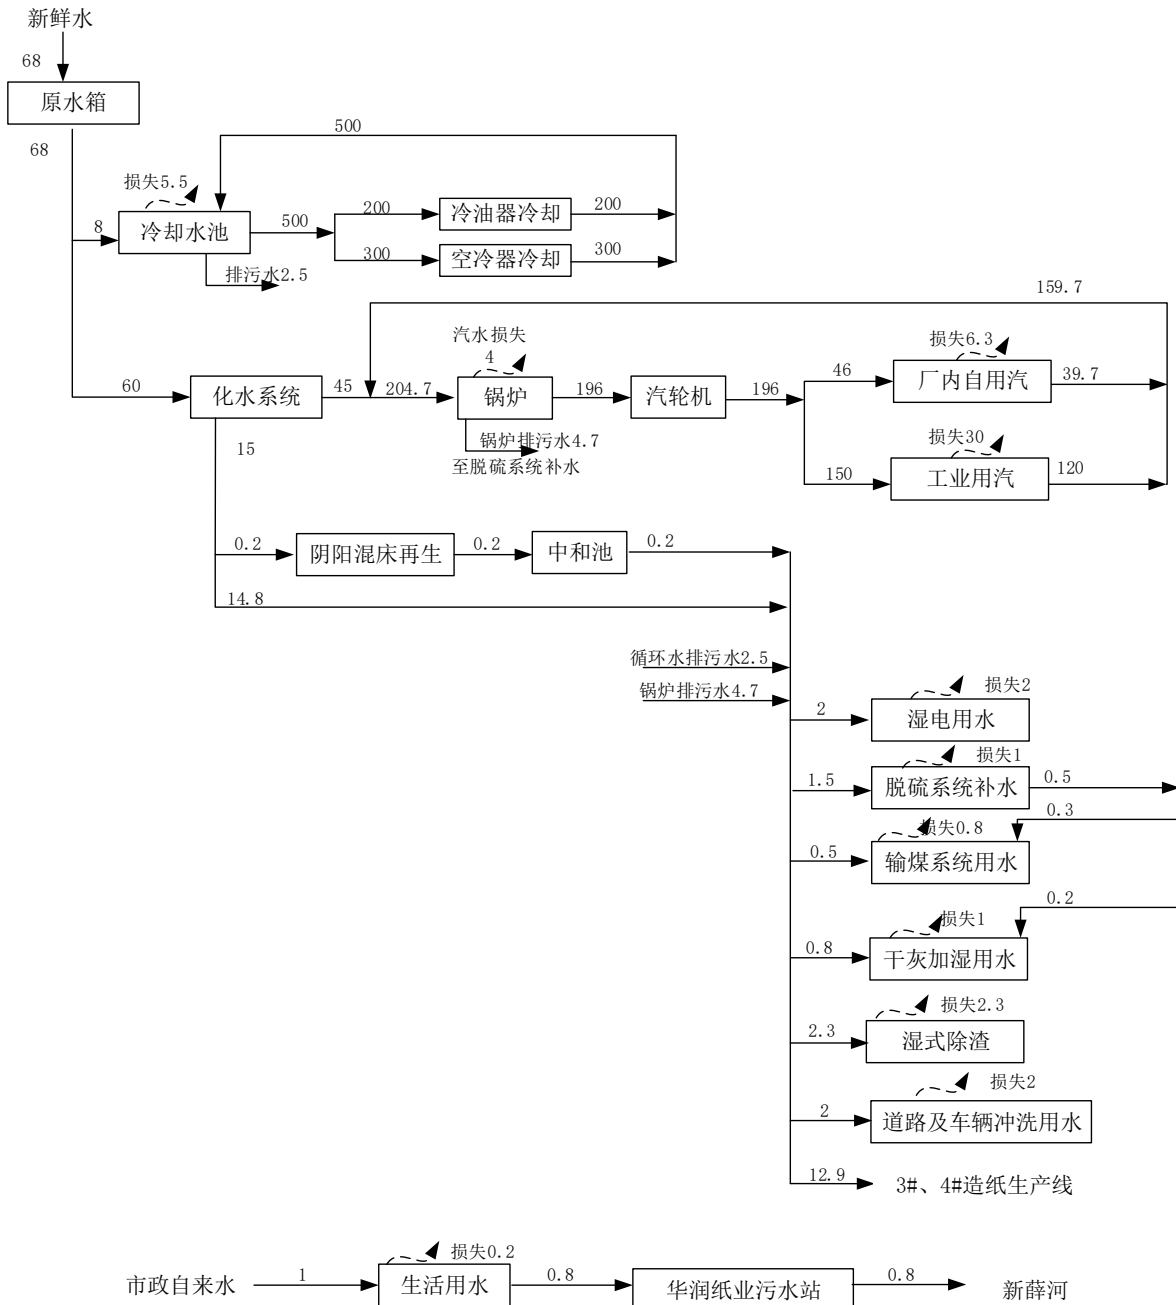 新鲜水
68
原水箱
68
500
损失5.5
8
冷却水池
500
200
冷油器冷却
200
300
空冷器冷却
300
排污水2.5
159.7
汽水损失
4
损失6.3
60
化水系统
45
204.7
锅炉
196
汽轮机
196
46
厂内自用汽
39.7
锅炉排污水4.7
至脱硫系统补水
15
损失30
150
工业用汽
120
0.2
阴阳混床再生
0.2
中和池
0.2
14.8
循环水排污水2.5
锅炉排污水4.7
损失2
2
湿电用水
损失1
1.5
脱硫系统补水
0.5
0.3
损失0.8
0.5
输煤系统用水
0.2
损失1
0.8
干灰加湿用水
损失2.3
2.3
湿式除渣
损失2
2
道路及车辆冲洗用水
12.9
3#、4#造纸生产线
损失0.2
市政自来水
1
生活用水
0.8
华润纸业污水站
0.8
新薛河